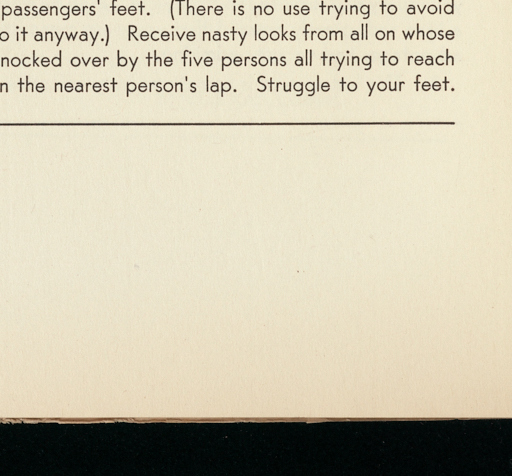 passengers' feet. (There is no use trying to avoid
o it anyway.) Receive nasty looks from all on whose
nocked over by the five persons all trying to reach
n the nearest person's lap. Struggle to your feet.